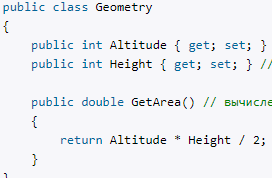 public class Geometry
{
public int Altitude { get; set; }
public int Height { get; set; } //
public double GetArea() //
{
return Altitude * Height / 2;
}
}